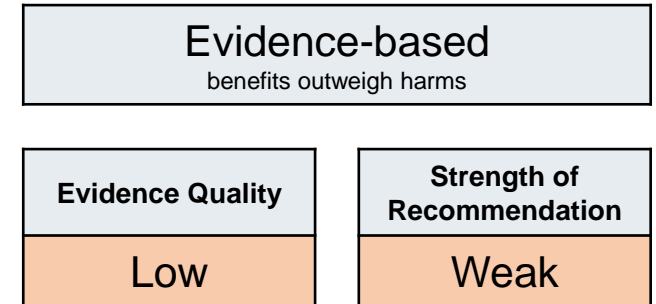 Evidence-based
benefits outweigh harms
Evidence Quality
Low
Strength of
Recommendation
Weak